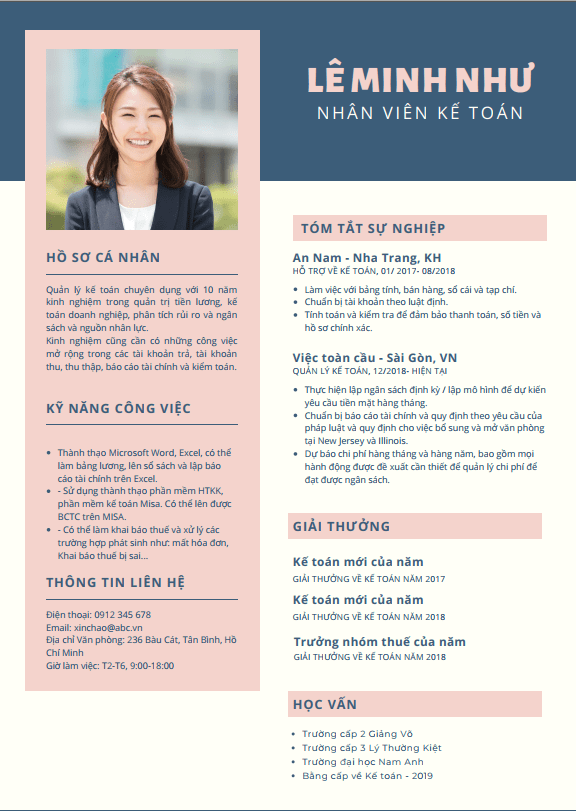 LÊ MINH NHƯ
NHÂN VIÊN KẾ TOÁN
HỒ SƠ CÁ NHÂN
Quản lý kế toán chuyên dụng với 10 năm
kinh nghiệm trong quản trị tiền lương, kế
toán doanh nghiệp, phân tích rủi ro và ngân
sách và nguồn nhân lực.
Kinh nghiệm cũng cần có những công việc
mở rộng trong các tài khoản trả, tài khoản
thu, thu thập, báo cáo tài chính và kiểm toán.
KỸ NĂNG CÔNG VIỆC
Thành thạo Microsoft Word, Excel, có thể
làm bảng lương, lên sổ sách và lập báo
cáo tài chính trên Excel.
- Sử dụng thành thạo phần mềm HTKK,
phần mềm kế toán Misa. Có thể lên được
BCTC trên MISA.
- Có thể làm khai báo thuế và xử lý các
trường hợp phát sinh như: mất hóa đơn,
Khai báo thuế bị sai...
THÔNG TIN LIÊN HỆ
Điện thoại: 0912 345 678
Email: xinchao@abc.vn
Địa chỉ Văn phòng: 236 Bàu Cát, Tân Bình, Hồ
Chí Minh
Giờ làm việc: T2-T6, 9:00-18:00
TÓM TẮT SỰ NGHIỆP
An Nam - Nha Trang, KH
HỖ TRỢ VỀ KẾ TOÁN, 01/ 2017- 08/2018
Làm việc với bảng tính, bán hàng, sổ cái và tạp chí.
Chuẩn bị tài khoản theo luật định.
Tính toán và kiểm tra để đảm bảo thanh toán, số tiền và
hồ sơ chính xác.
Việc toàn cầu - Sài Gòn, VN
QUẢN LÝ KẾ TOÁN, 12/2018- HIỆN TẠI
Thực hiện lập ngân sách định kỳ / lập mô hình để dự kiến
yêu cầu tiền mặt hàng tháng.
Chuẩn bị báo cáo tài chính và quy định theo yêu cầu của
pháp luật và quy định cho việc bổ sung và mở văn phòng
tại New Jersey và Illinois.
Dự báo chi phí hàng tháng và hàng năm, bao gồm mọi
hành động được đề xuất cần thiết để quản lý chi phí để
đạt được ngân sách.
GIẢI THƯỞNG
Kế toán mới của năm
GIẢI THƯỞNG VỀ KẾ TOÁN NĂM 2017
Kế toán mới của năm
GIẢI THƯỞNG VỀ KẾ TOÁN NĂM 2018
Trưởng nhóm thuế của năm
GIẢI THƯỞNG VỀ KẾ TOÁN NĂM 2018
HỌC VẤN
Trường cấp 2 Giảng Võ
Trường cấp 3 Lý Thường Kiệt
Trường đại học Nam Anh
Bằng cấp về Kế toán - 2019